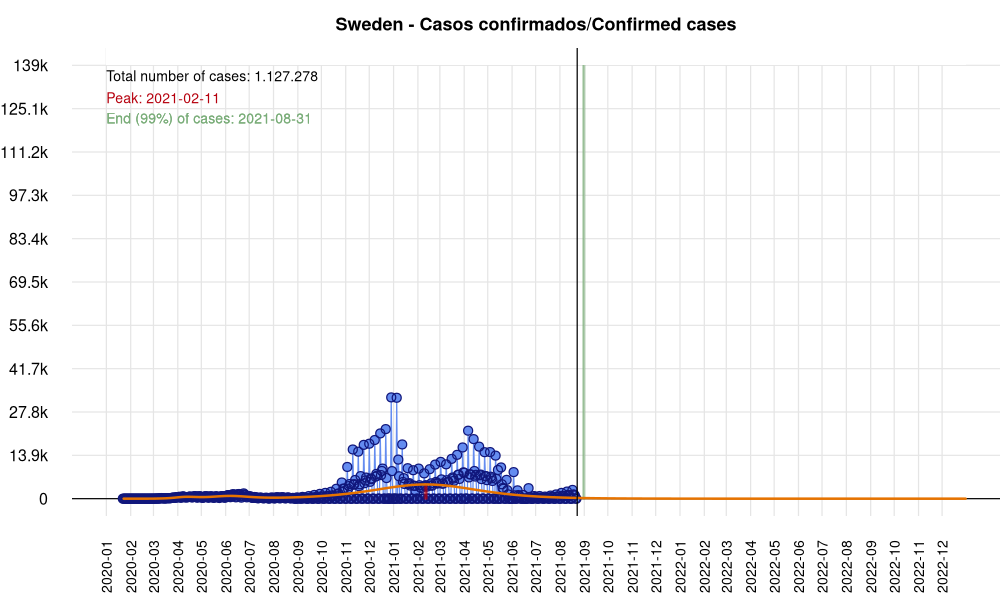 Sweden - Casos confirmados/Confirmed cases
Total number of cases: 1.127.278
Peak: 2021-02-11
End (99%) of cases: 2021-08-31
139k
125.1k
111.2k
97.3k
83.4k
69.5k
55.6k
41.7k
27.8k
13.9k
0
2020-01
2020-02
2020-03
2020-04
2020-05
2020-06
2020-07
2020-08
2020-09
2020-10
2020-11
2020-12
2021-01
2021-02
2021-03
2021-04
2021-05
2021-06
2021-07
2021-08
2021-09
2021-10
2021-11
2021-12
2022-01
2022-02
2022-03
2022-04
2022-05
2022-06
2022-07
2022-08
2022-09
2022-10
2022-11
2022-12